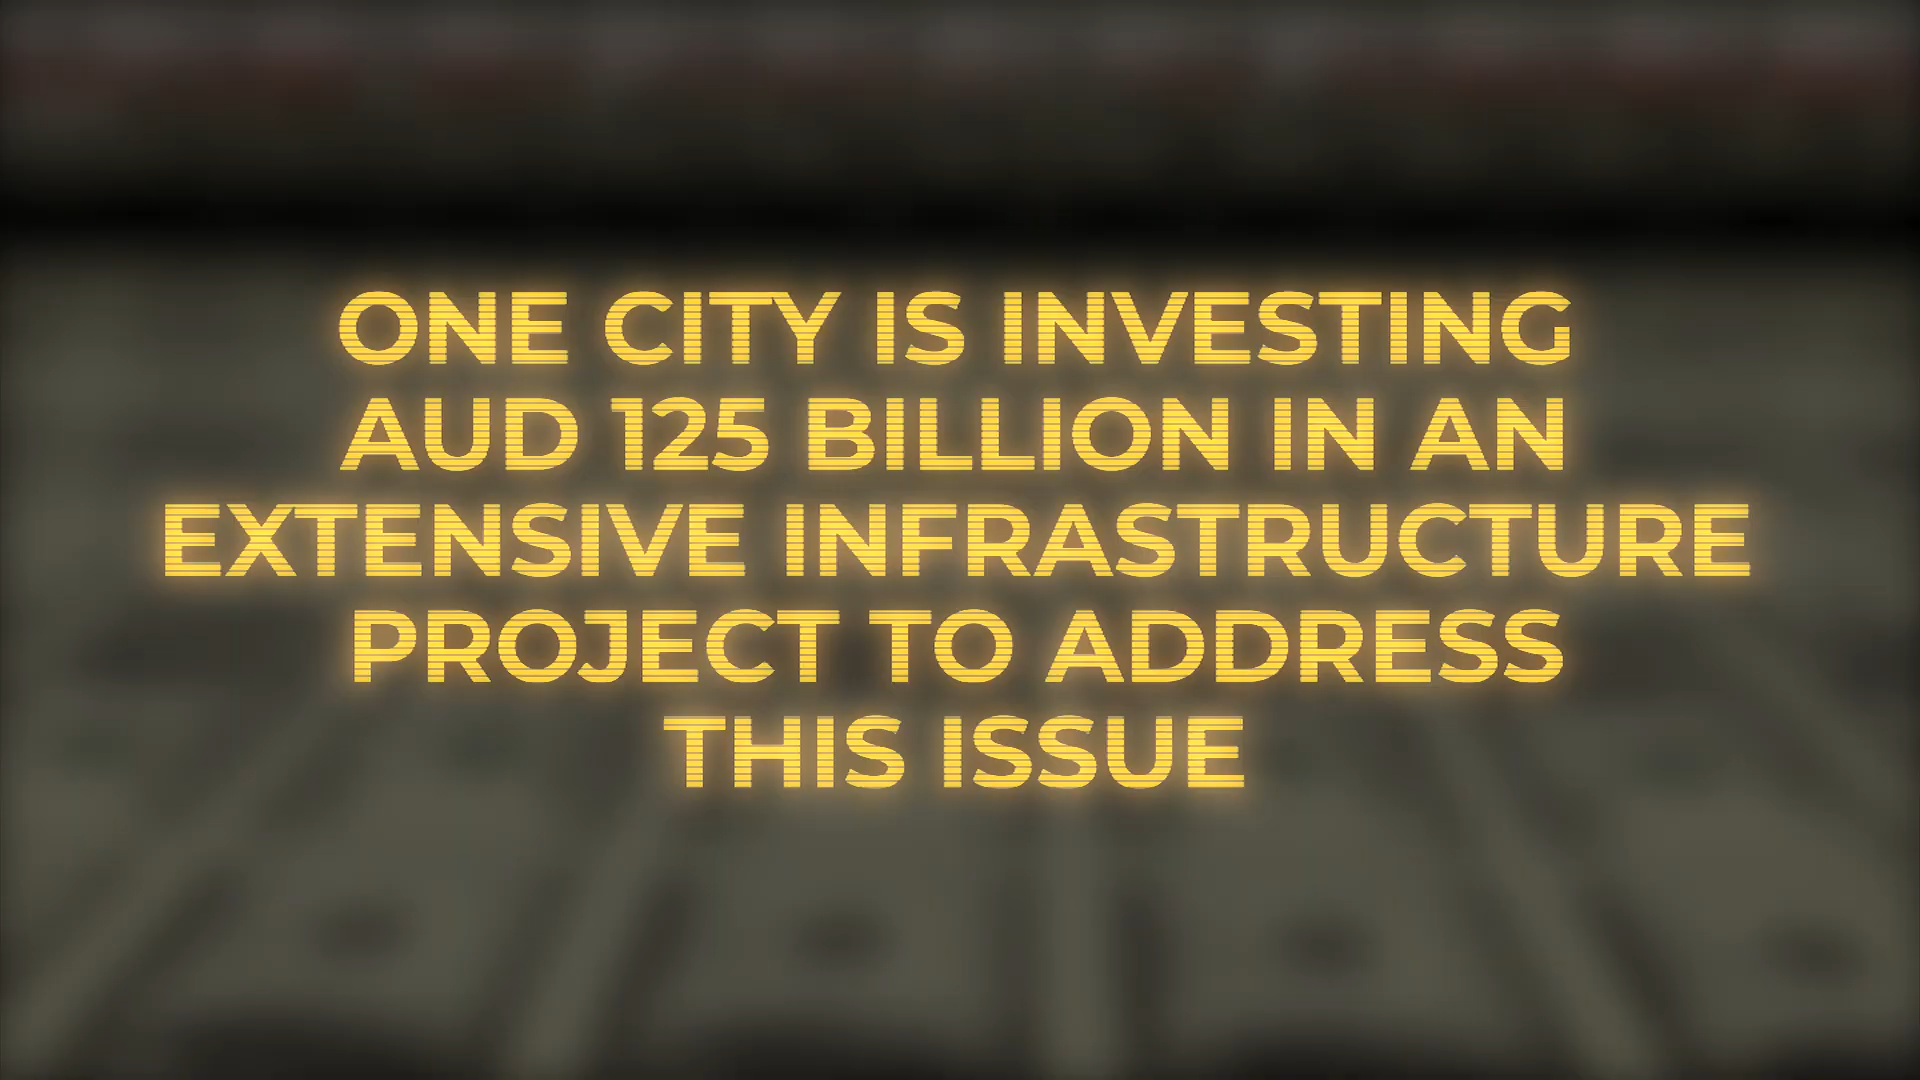 ONE CITY IS INVESTING
AUD 125 BILLION IN AN
EXTENSIVE INFRASTRUCTURE
PROJECT TO ADDRESS
THIS ISSUE